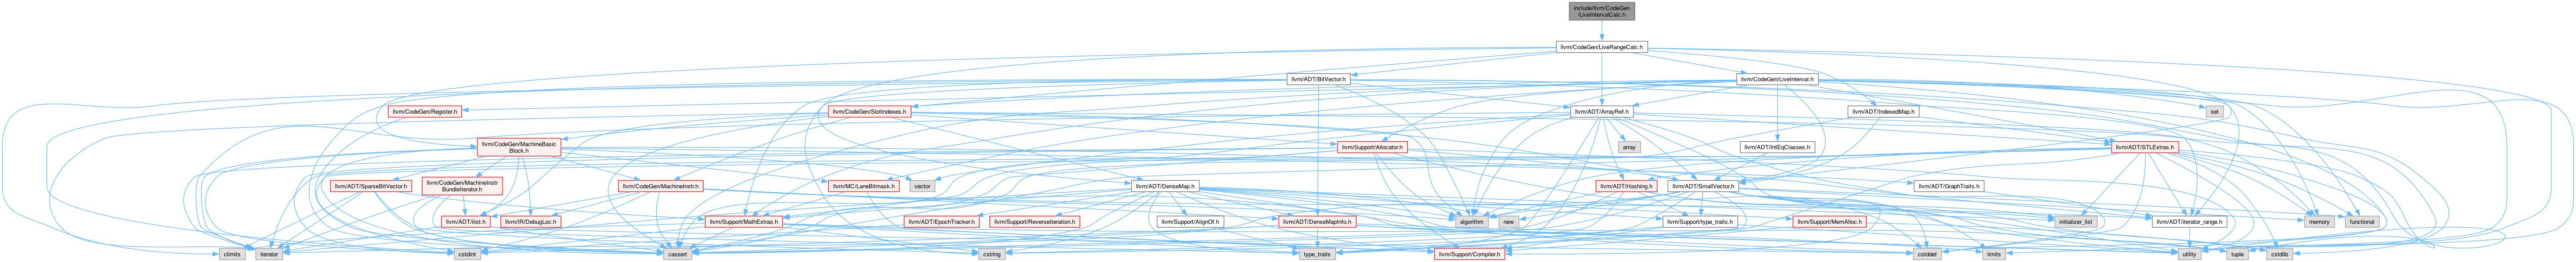 include/llvm/CodeGen
/LiveIntervalCalc.h
llvm/CodeGen/LiveRangeCalc.h
llvm/ADT/BitVector.h
llvm/CodeGen/LiveInterval.h
llvm/CodeGen/Register.h
llvm/CodeGen/SlotIndexes.h
llvm/ADT/ArrayRef.h
llvm/ADT/IndexedMap.h
set
llvm/CodeGen/MachineBasic
Block.h
llvm/Support/Allocator.h
array
llvm/ADT/IntEqClasses.h
llvm/ADT/STLExtras.h
llvm/ADT/SparseBitVector.h
llvm/CodeGen/MachineInstr
BundleIterator.h
llvm/CodeGen/MachineInstr.h
llvm/MC/LaneBitmask.h
vector
llvm/ADT/DenseMap.h
llvm/ADT/Hashing.h
llvm/ADT/SmallVector.h
llvm/ADT/GraphTraits.h
llvm/ADT/ilist.h
llvm/IR/DebugLoc.h
llvm/Support/MathExtras.h
llvm/ADT/EpochTracker.h
llvm/Support/ReverseIteration.h
llvm/Support/AlignOf.h
llvm/ADT/DenseMapInfo.h
algorithm
new
llvm/Support/type_traits.h
llvm/Support/MemAlloc.h
initializer_list
llvm/ADT/iterator_range.h
memory
functional
climits
iterator
cstdint
cassert
cstring
type_traits
llvm/Support/Compiler.h
cstddef
limits
utility
tuple
cstdlib